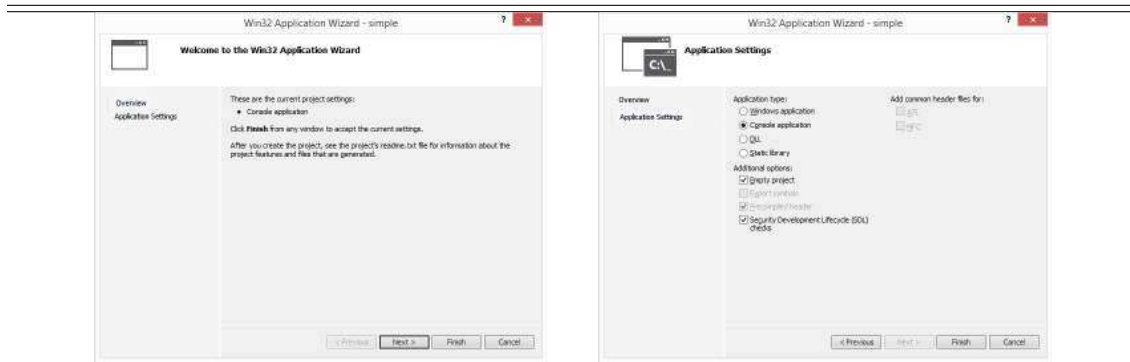 Win32 Application Wizard - simple
?
Welcome to the Win32 Application Wizard
Overview
Application Settings
These are the current project settings:
• Console application
Click Finish from any window to accept the current settings.
After you create the project, see the project's readme.txt file for information about the
project features and files that are generated.
< Previous
Next >
Finish
Cancel
Win32 Application Wizard - simple
?
C:\_
Application Settings
Overview
Application Settings
Application type:
Windows application
Console application
DLL
Static library
Additional options:
Empty project
Export symbols
Precompiled header
Security Development Lifecycle (SDL)
checks
Add common header files for:
ATL
MFC
< Previous
Next >
Finish
Cancel